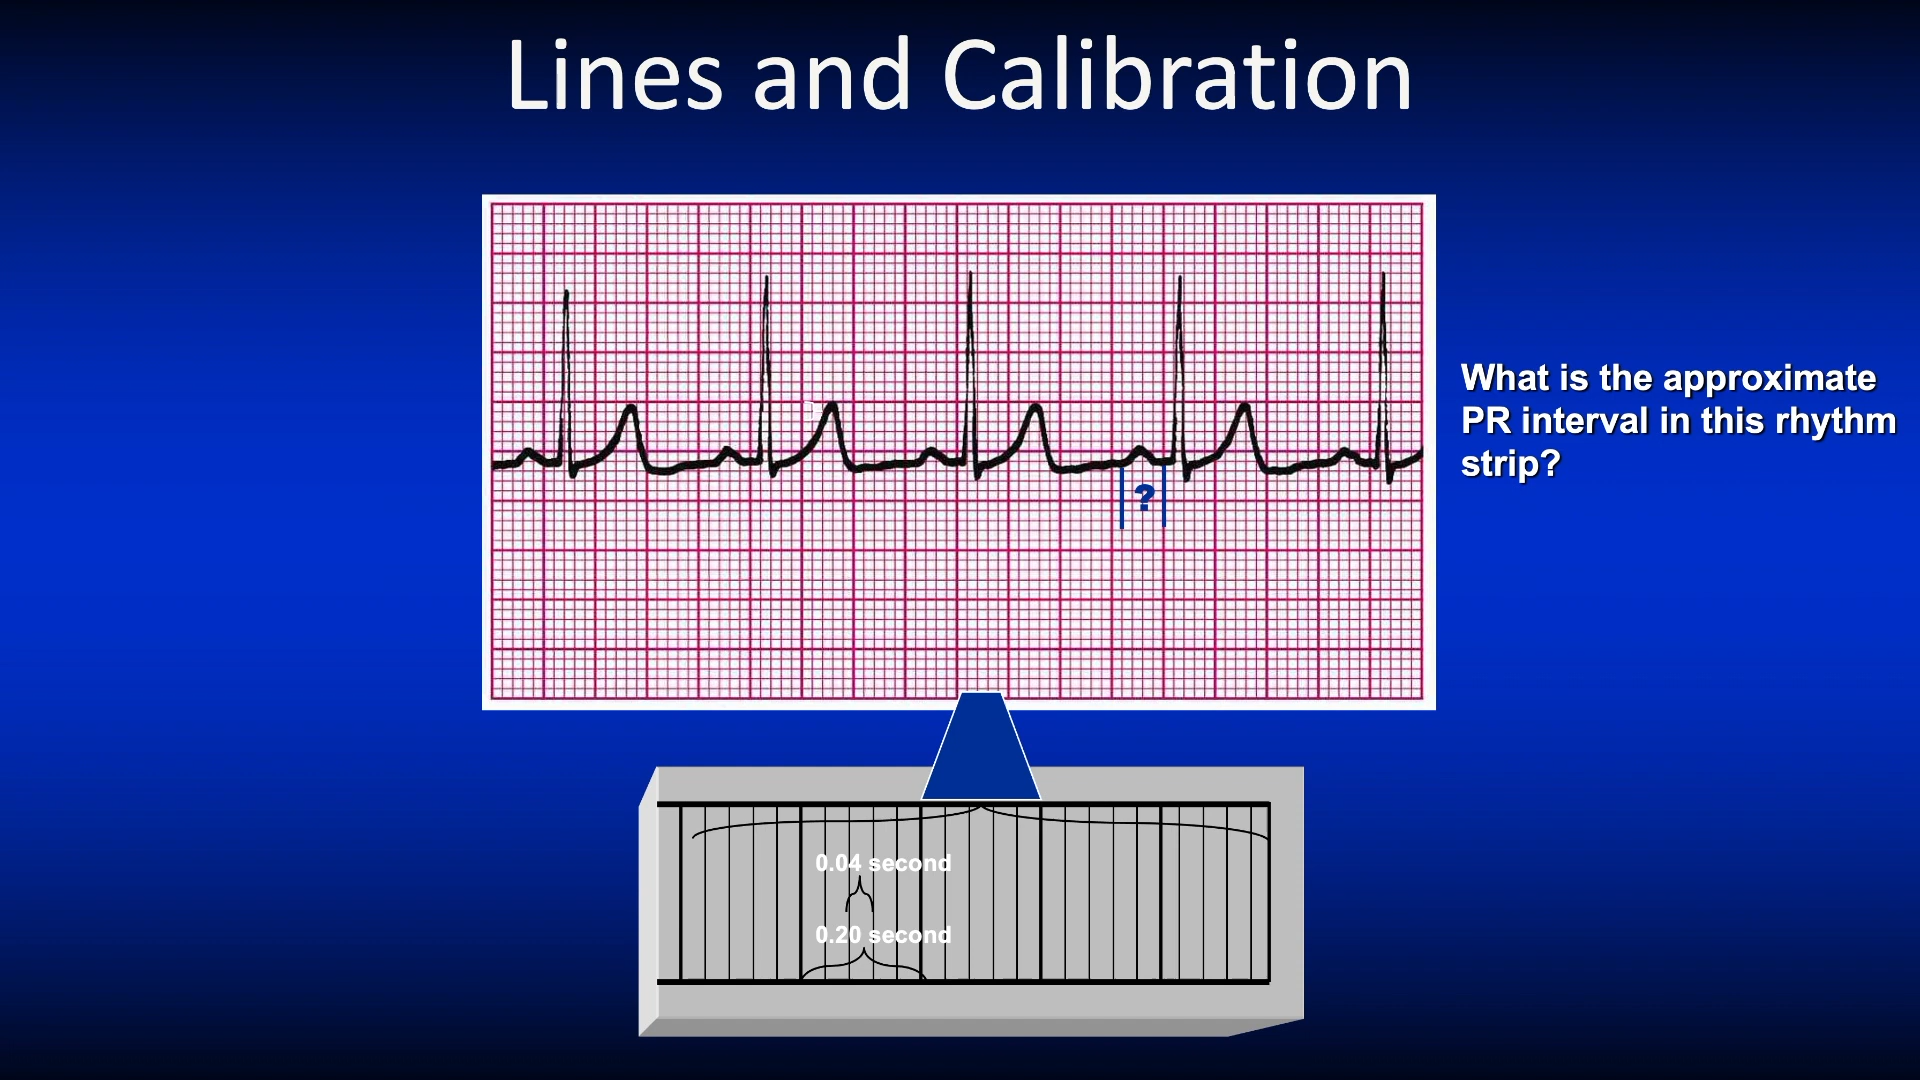 Lines and Calibration
What is the approximate
PR interval in this rhythm
strip?
?
0.04 second
0.20 second